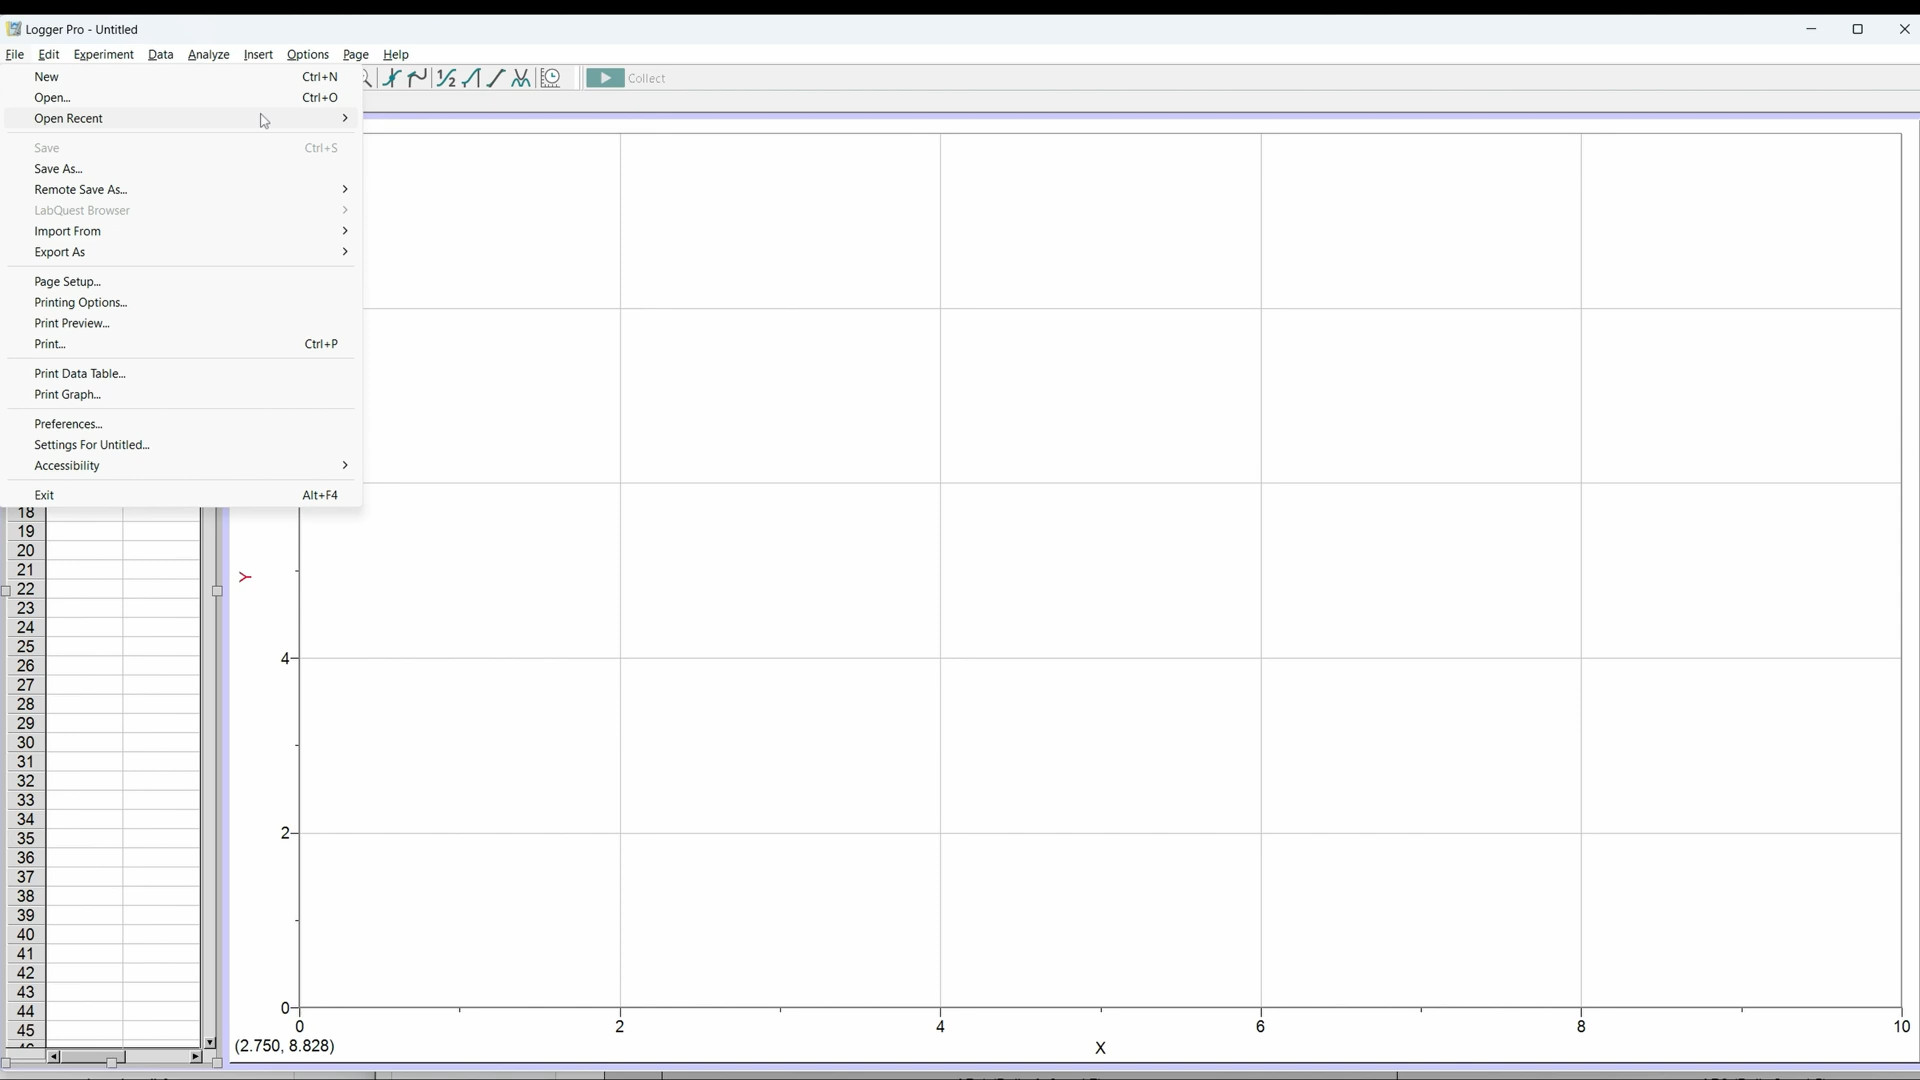 Logger Pro - Untitled
File Edit Experiment Data Analyze Insert Options Page Help
New Ctrl+N
Collect
Open... Ctrl+O
Open Recent
Save Ctrl+S
Save As...
Remote Save As...
LabQuest Browser
Import From
Export As
Page Setup...
Printing Options...
Print Preview...
Print... Ctrl+P
Print Data Table...
Print Graph...
Preferences...
Settings For Untitled...
Accessibility
Exit Alt+F4
18
19
20
21
22
23
24
25
26
27
28
29
30
31
32
33
34
35
36
37
38
39
40
41
42
43
44
45
Y
4
2
0
0 2 4 6 8 10
(2.750, 8.828)
X